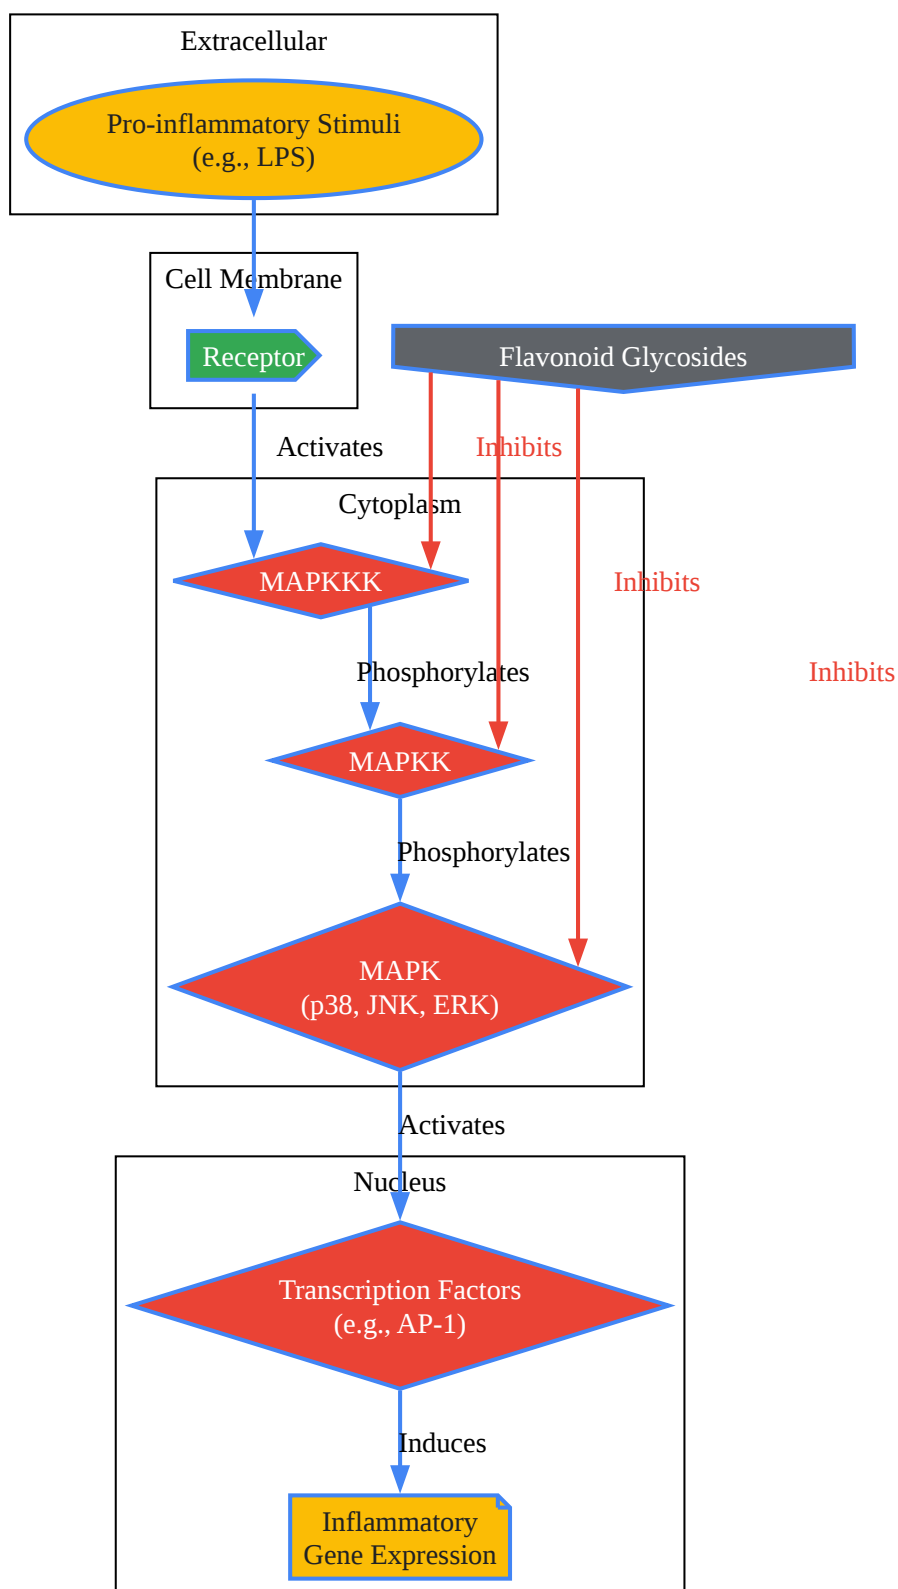 Extracellular
Pro-inflammatory Stimuli
(e.g., LPS)
Cell Membrane
Receptor
Flavonoid Glycosides
Activates
Inhibits
Cytoplasm
MAPKKK
Inhibits
Phosphorylates
Inhibits
MAPKK
Phosphorylates
MAPK
(p38, JNK, ERK)
Activates
Nucleus
Transcription Factors
(e.g., AP-1)
Induces
Inflammatory
Gene Expression